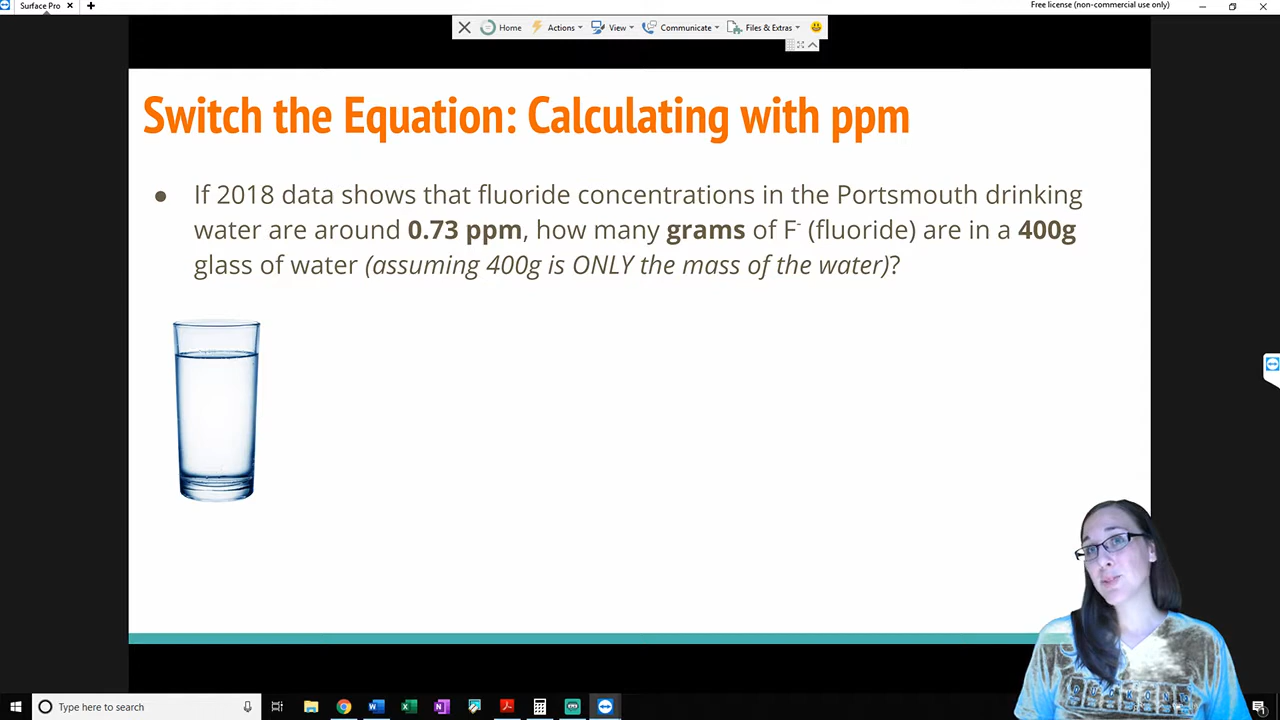 Surface Pro
Free license (non-commercial use only)
Home Actions View Communicate Files & Extras
Switch the Equation: Calculating with ppm
If 2018 data shows that fluoride concentrations in the Portsmouth drinking
water are around 0.73 ppm, how many grams of F⁻ (fluoride) are in a 400g
glass of water (assuming 400g is ONLY the mass of the water)?
Type here to search